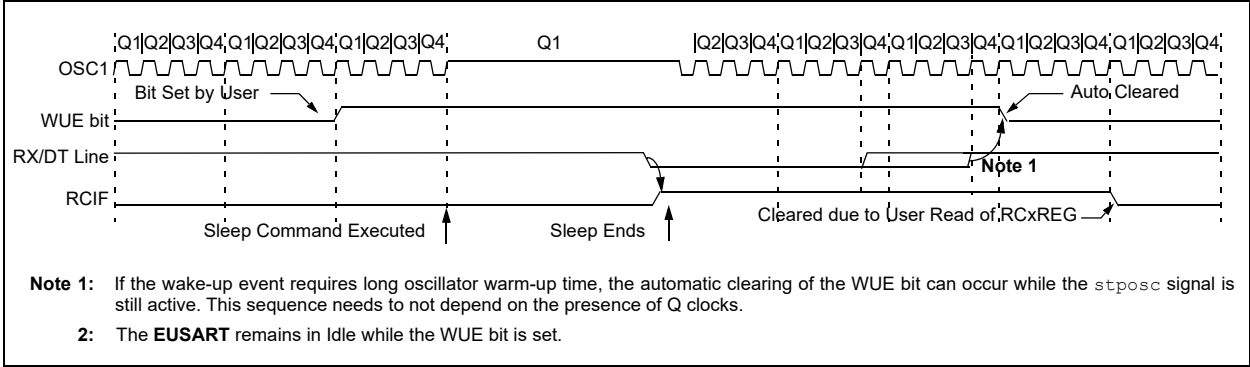 Q1 Q2 Q3 Q4 Q1 Q2 Q3 Q4 Q1 Q2 Q3 Q4 Q1 Q2 Q3 Q4 Q1 Q2 Q3 Q4 Q1 Q2 Q3 Q4 Q1 Q2 Q3 Q4 Q1 Q2 Q3 Q4
OSC1
Bit Set by User
Auto Cleared
WUE bit
RX/DT Line
Note 1
RCIF
Cleared due to User Read of RCxREG
Sleep Command Executed
Sleep Ends
Note 1: If the wake-up event requires long oscillator warm-up time, the automatic clearing of the WUE bit can occur while the stposc signal is
still active. This sequence needs to not depend on the presence of Q clocks.
2: The EUSART remains in Idle while the WUE bit is set.